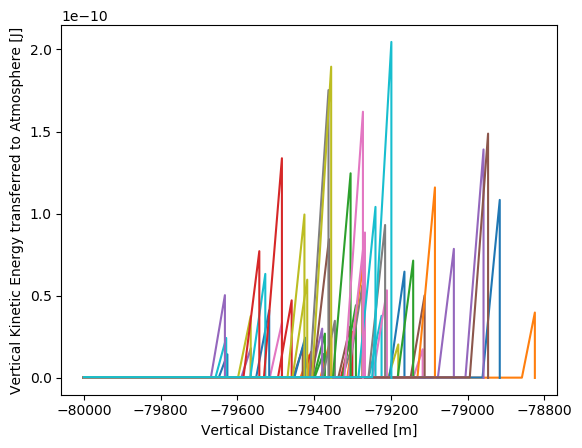 1e−10
2.0
1.5
1.0
0.5
0.0
Vertical Kinetic Energy transferred to Atmosphere [J]
−80000 −79800 −79600 −79400 −79200 −79000 −78800
Vertical Distance Travelled [m]